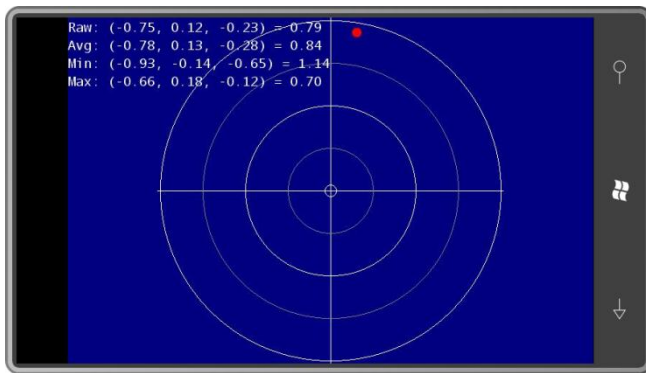 Raw: (-0.75, 0.12, -0.23) = 0.79
Avg: (-0.78, 0.13, -0.28) = 0.84
Min: (-0.93, -0.14, -0.65) = 1.14
Max: (-0.66, 0.18, -0.12) = 0.70